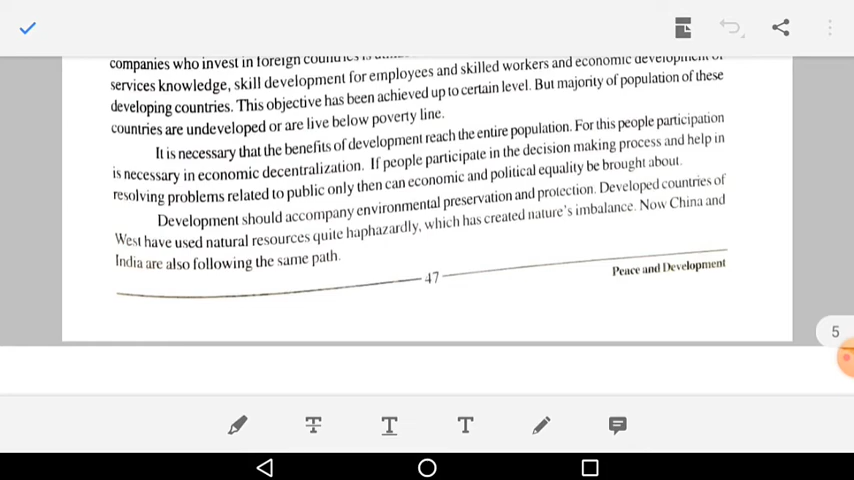 companies who invest in foreign countries is
services knowledge, skill development for employees and skilled workers and economic development of
developing countries. This objective has been achieved up to certain level. But majority of population of these
countries are undeveloped or are live below poverty line.
It is necessary that the benefits of development reach the entire population. For this people participation
is necessary in economic decentralization. If people participate in the decision making process and help in
resolving problems related to public only then can economic and political equality be brought about.
Development should accompany environmental preservation and protection. Developed countries of
West have used natural resources quite haphazardly, which has created nature's imbalance. Now China and
India are also following the same path.
47
Peace and Development
5
T
T
T